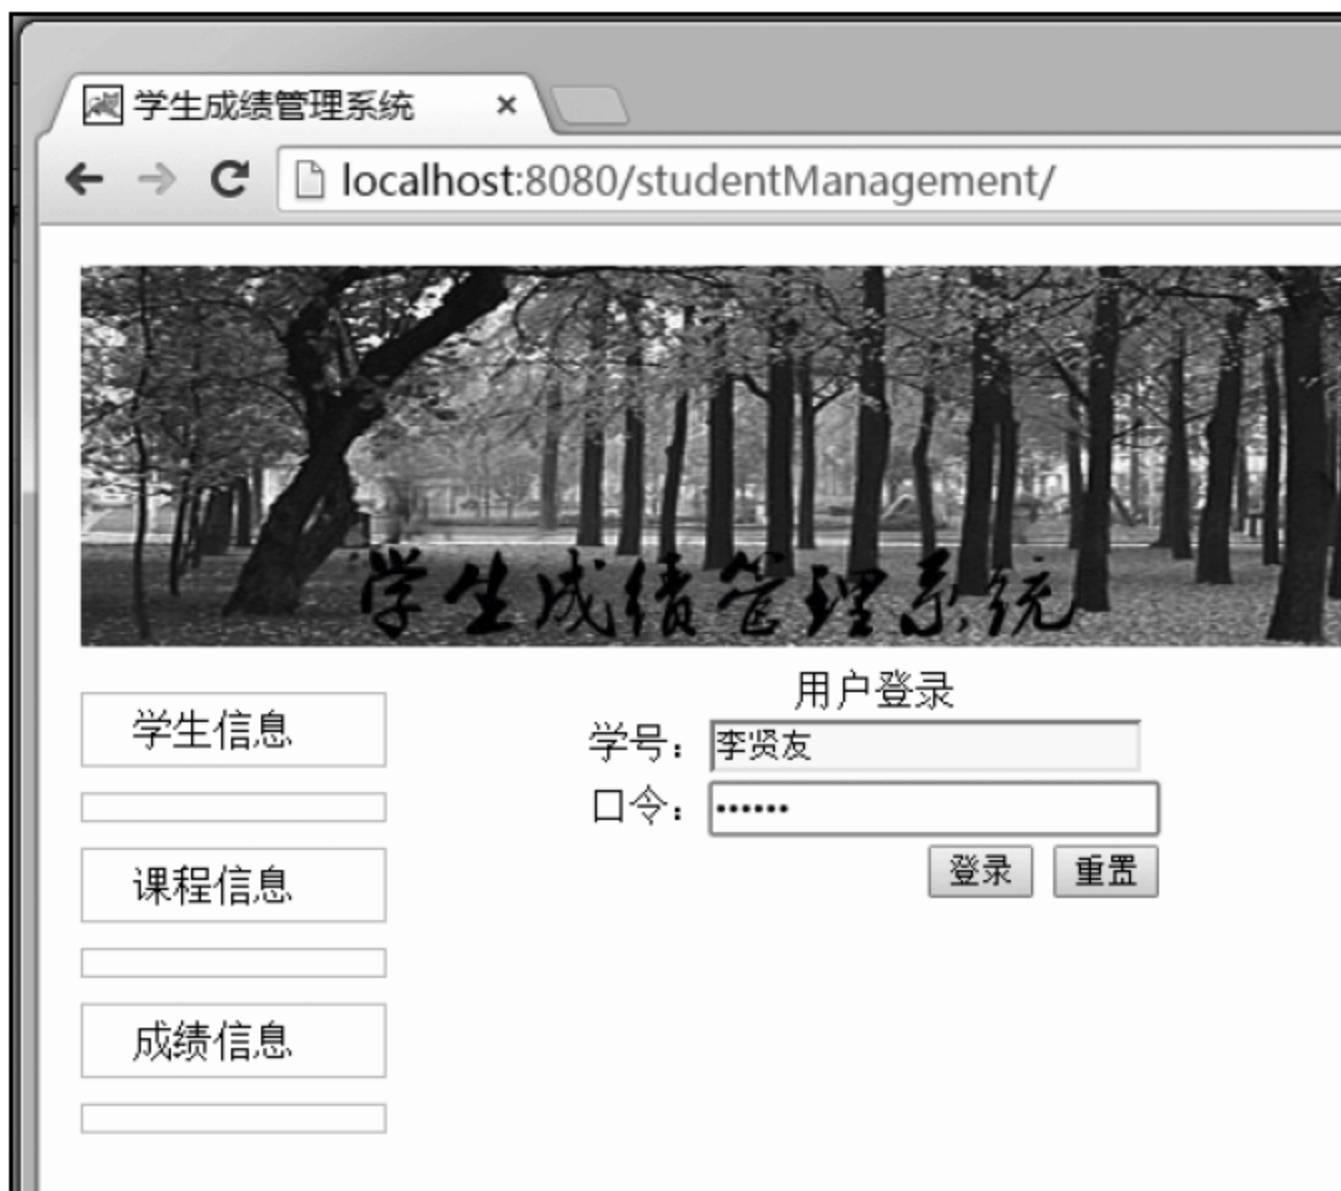 学生成绩管理系统
localhost:8080/studentManagement/
学生成绩管理系统
用户登录
学号：李贤友
口令：••••••
登录 重置
学生信息
课程信息
成绩信息